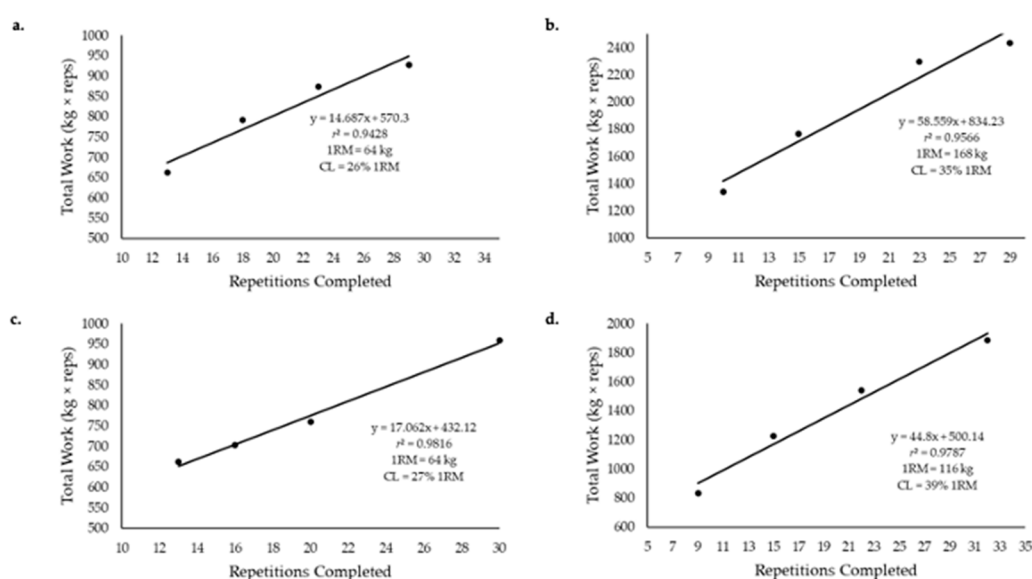 a.
Total Work (kg × reps)
1000
950
900
850
800
750
700
650
600
550
500
y = 14.687x + 570.3
r² = 0.9428
1RM = 64 kg
CL = 26% 1RM
10 12 14 16 18 20 22 24 26 28 30 32 34
Repetitions Completed
b.
Total Work (kg × reps)
2400
2200
2000
1800
1600
1400
1200
1000
y = 58.559x + 834.23
r² = 0.9566
1RM = 168 kg
CL = 35% 1RM
5 7 9 11 13 15 17 19 21 23 25 27 29
Repetitions Completed
c.
Total Work (kg × reps)
1000
950
900
850
800
750
700
650
600
550
500
y = 17.062x + 432.12
r² = 0.9816
1RM = 64 kg
CL = 27% 1RM
10 12 14 16 18 20 22 24 26 28 30
Repetitions Completed
d.
Total Work (kg × reps)
2000
1800
1600
1400
1200
1000
800
600
y = 44.8x + 500.14
r² = 0.9787
1RM = 116 kg
CL = 39% 1RM
5 7 9 11 13 15 17 19 21 23 25 27 29 31 33 35
Repetitions Completed